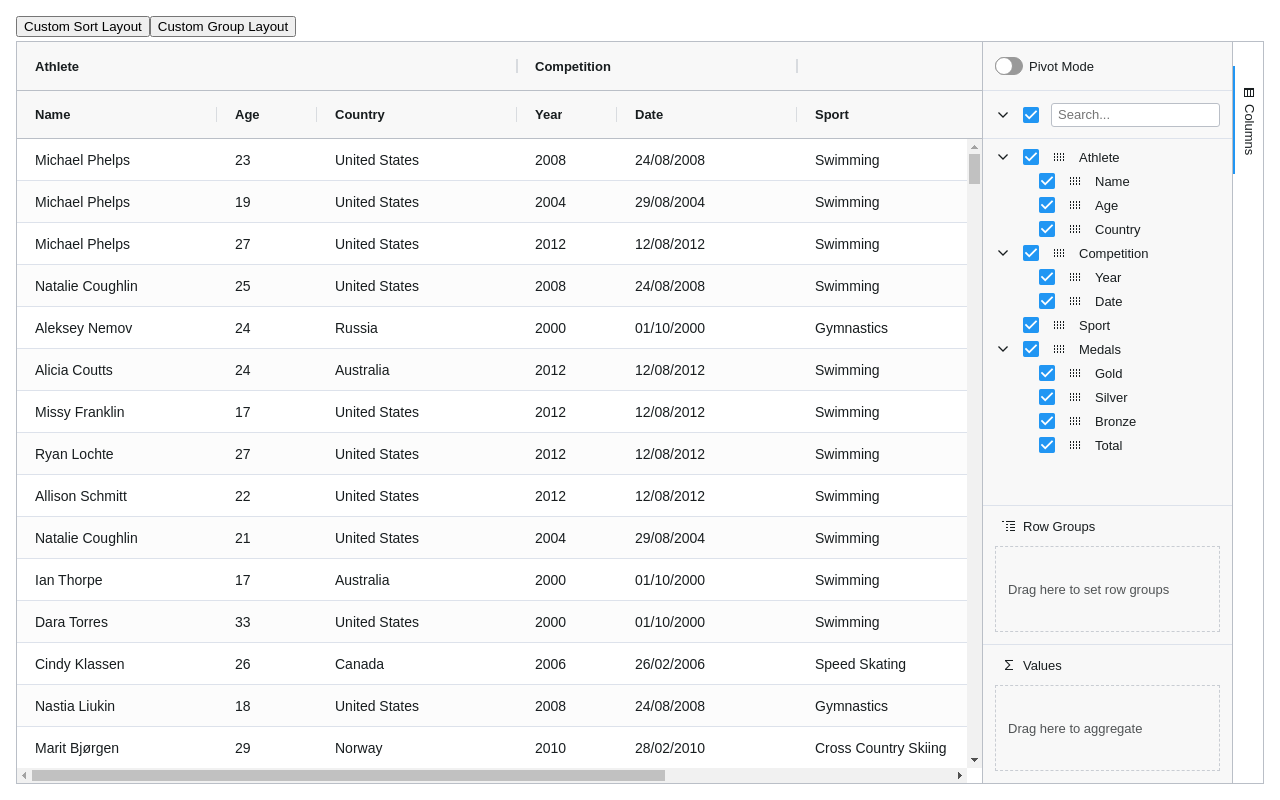 Custom Sort Layout Custom Group Layout
Athlete Competition
Name Age Country Year Date Sport
Michael Phelps 23 United States 2008 24/08/2008 Swimming
Michael Phelps 19 United States 2004 29/08/2004 Swimming
Michael Phelps 27 United States 2012 12/08/2012 Swimming
Natalie Coughlin 25 United States 2008 24/08/2008 Swimming
Aleksey Nemov 24 Russia 2000 01/10/2000 Gymnastics
Alicia Coutts 24 Australia 2012 12/08/2012 Swimming
Missy Franklin 17 United States 2012 12/08/2012 Swimming
Ryan Lochte 27 United States 2012 12/08/2012 Swimming
Allison Schmitt 22 United States 2012 12/08/2012 Swimming
Natalie Coughlin 21 United States 2004 29/08/2004 Swimming
Ian Thorpe 17 Australia 2000 01/10/2000 Swimming
Dara Torres 33 United States 2000 01/10/2000 Swimming
Cindy Klassen 26 Canada 2006 26/02/2006 Speed Skating
Nastia Liukin 18 United States 2008 24/08/2008 Gymnastics
Marit Bjørgen 29 Norway 2010 28/02/2010 Cross Country Skiing
Pivot Mode
Search...
Athlete
Name
Age
Country
Competition
Year
Date
Sport
Medals
Gold
Silver
Bronze
Total
Row Groups
Drag here to set row groups
Values
Drag here to aggregate
Columns